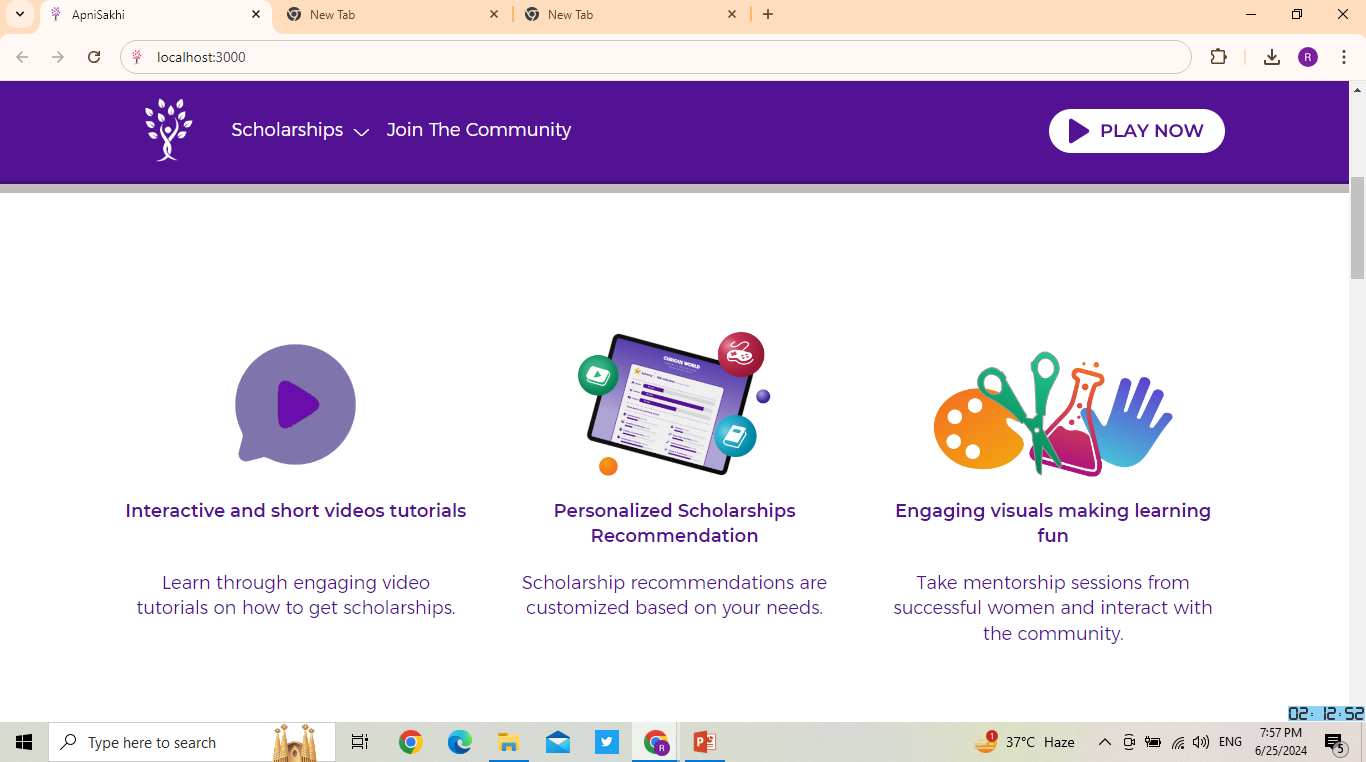 ApniSakhi
New Tab
New Tab
localhost:3000
R
Scholarships
Join The Community
PLAY NOW
CURIOUS WORLD
Interactive and short videos tutorials
Personalized Scholarships
Recommendation
Engaging visuals making learning
fun
Learn through engaging video
tutorials on how to get scholarships.
Scholarship recommendations are
customized based on your needs.
Take mentorship sessions from
successful women and interact with
the community.
02:12:52
Type here to search
R
1
37°C Haze
ENG
7:57 PM
6/25/2024
5